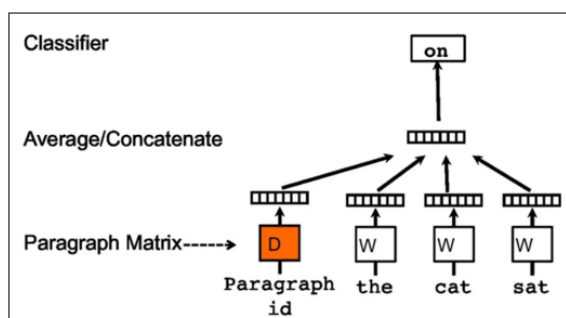 Classifier
on
Average/Concatenate
Paragraph Matrix
D
W
W
W
Paragraph
id
the
cat
sat